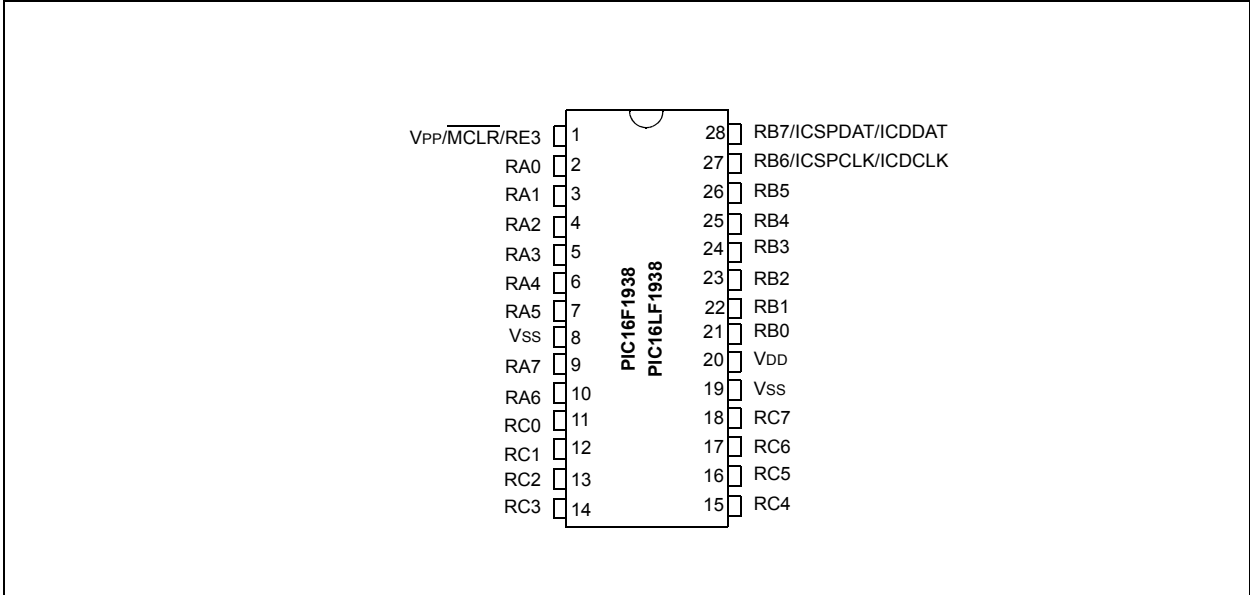 VPP/MCLR/RE3 1
RA0 2
RA1 3
RA2 4
RA3 5
RA4 6
RA5 7
VSS 8
RA7 9
RA6 10
RC0 11
RC1 12
RC2 13
RC3 14
PIC16F1938
PIC16LF1938
28 RB7/ICSPDAT/ICDDAT
27 RB6/ICSPCLK/ICDCLK
26 RB5
25 RB4
24 RB3
23 RB2
22 RB1
21 RB0
20 VDD
19 VSS
18 RC7
17 RC6
16 RC5
15 RC4